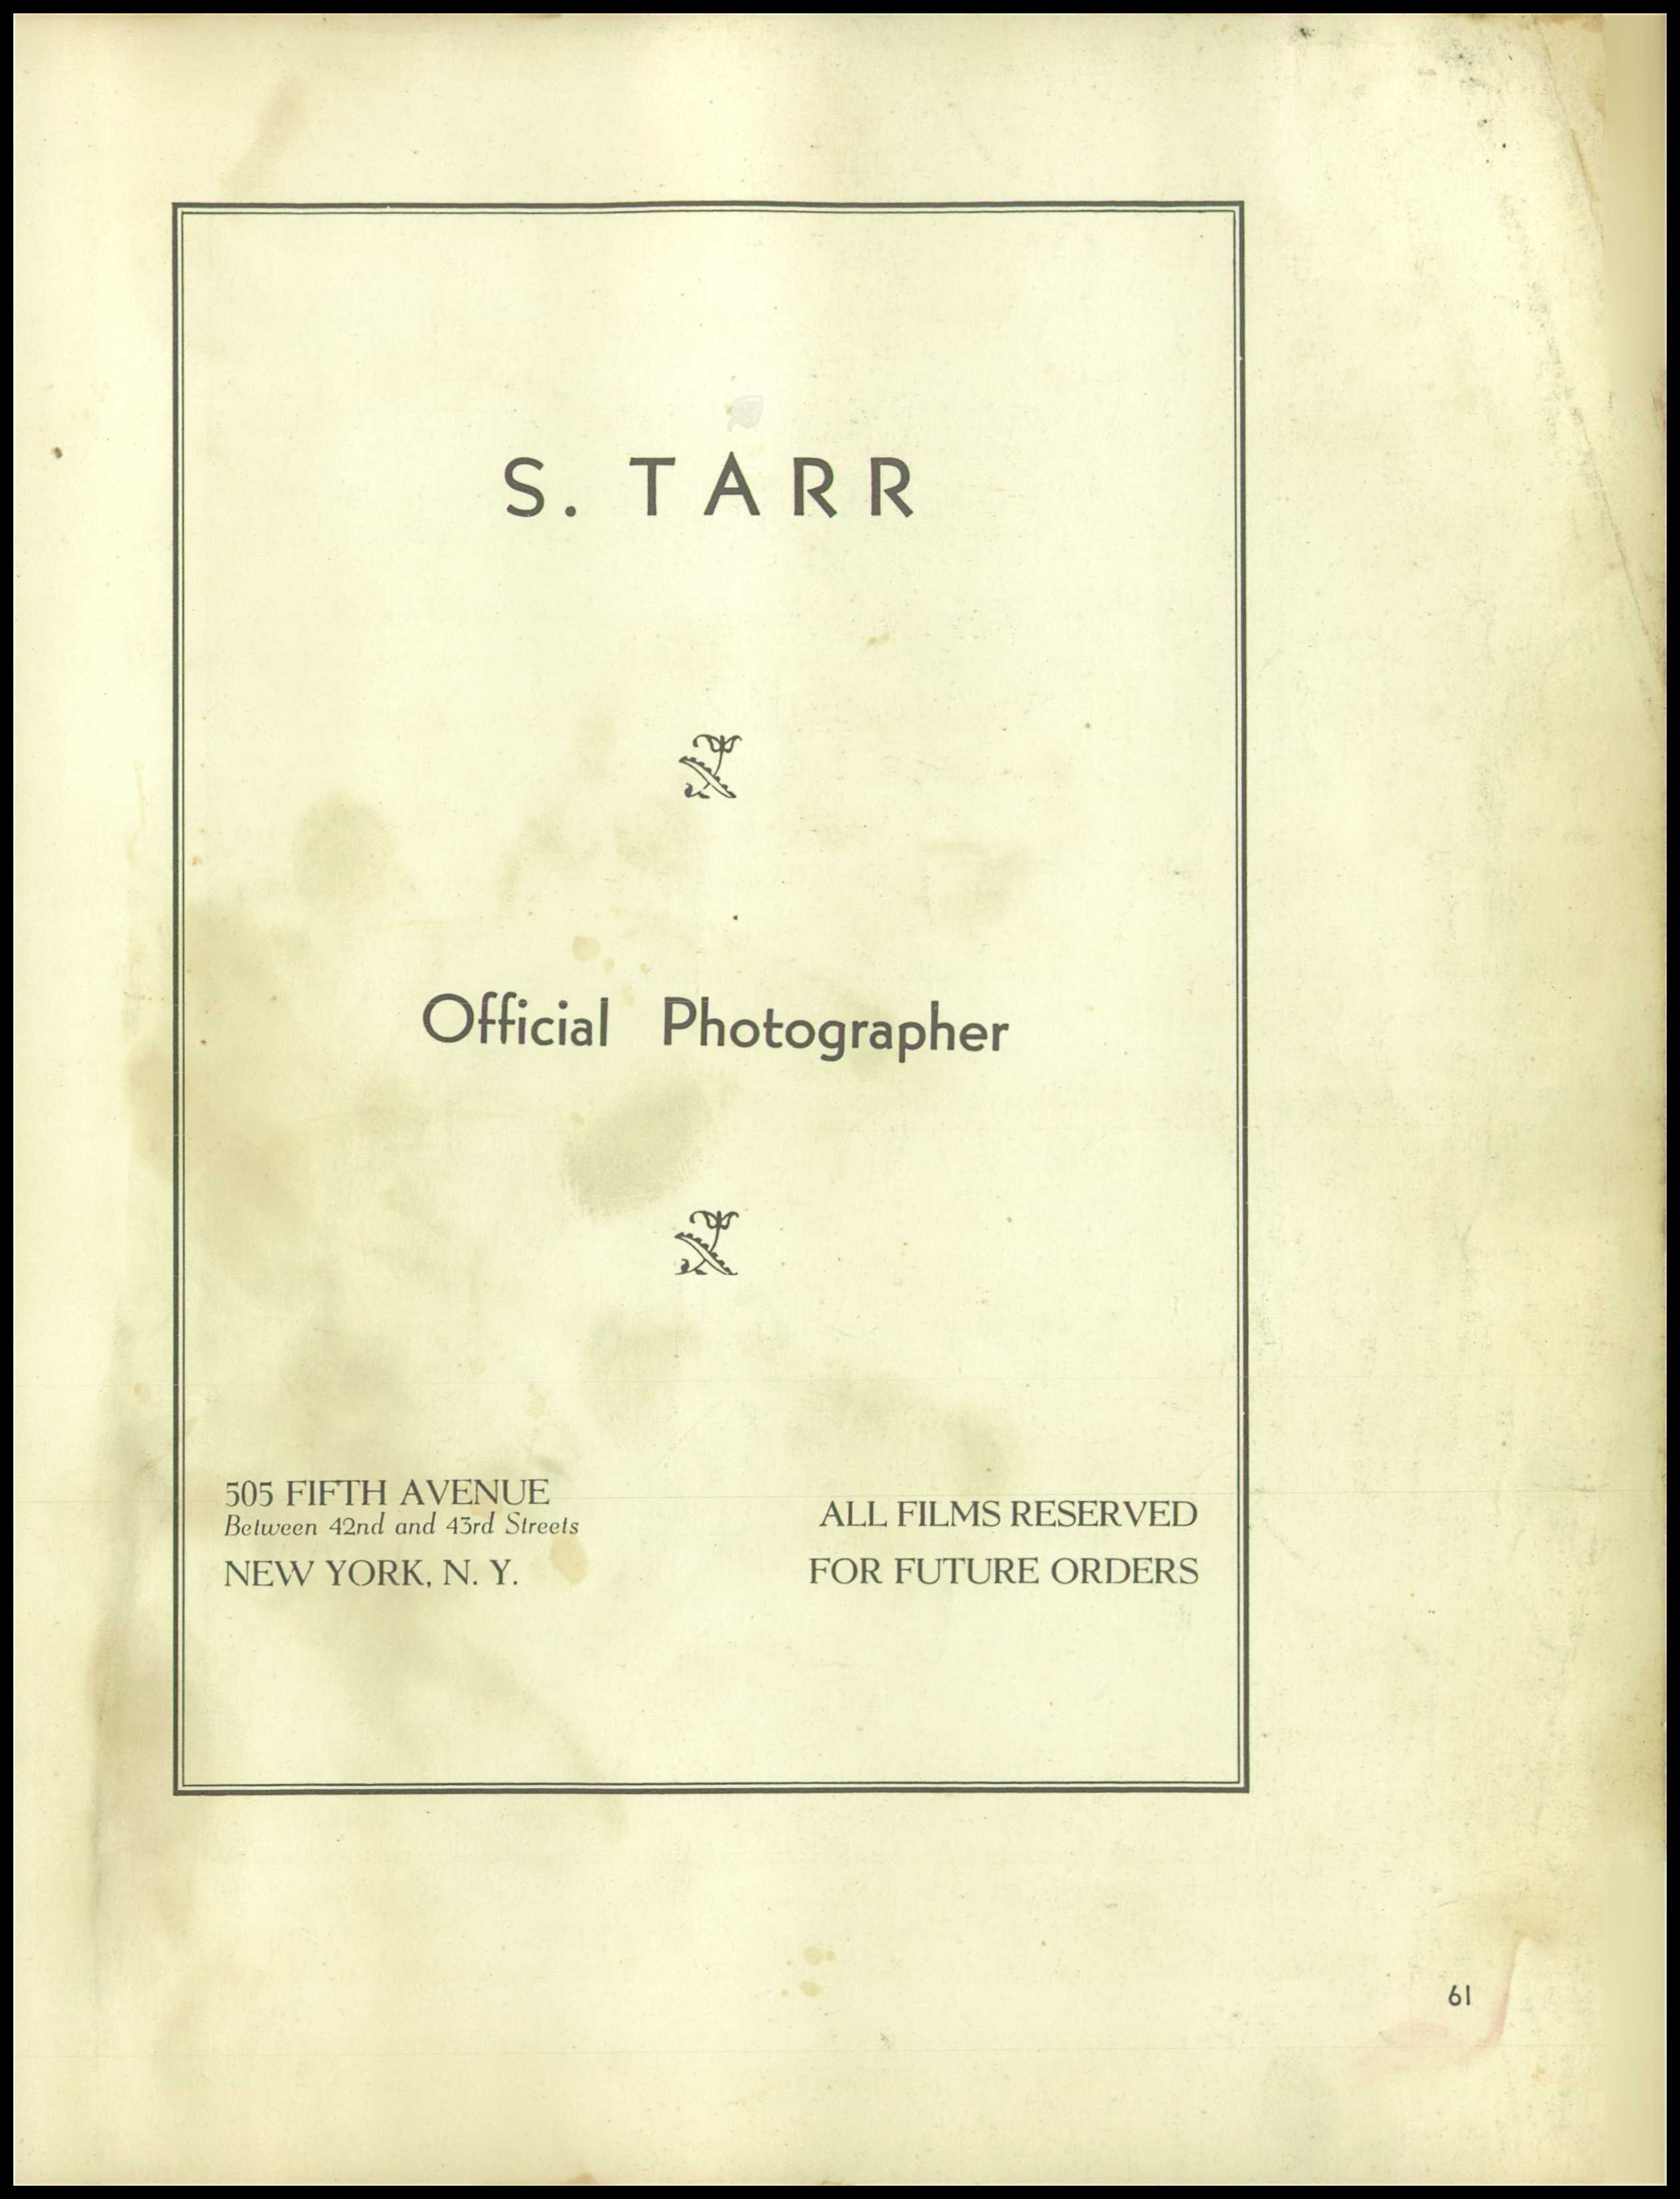 S. TARR
Official Photographer
505 FIFTH AVENUE
Between 42nd and 43rd Streets
NEW YORK, N. Y.
ALL FILMS RESERVED
FOR FUTURE ORDERS
61